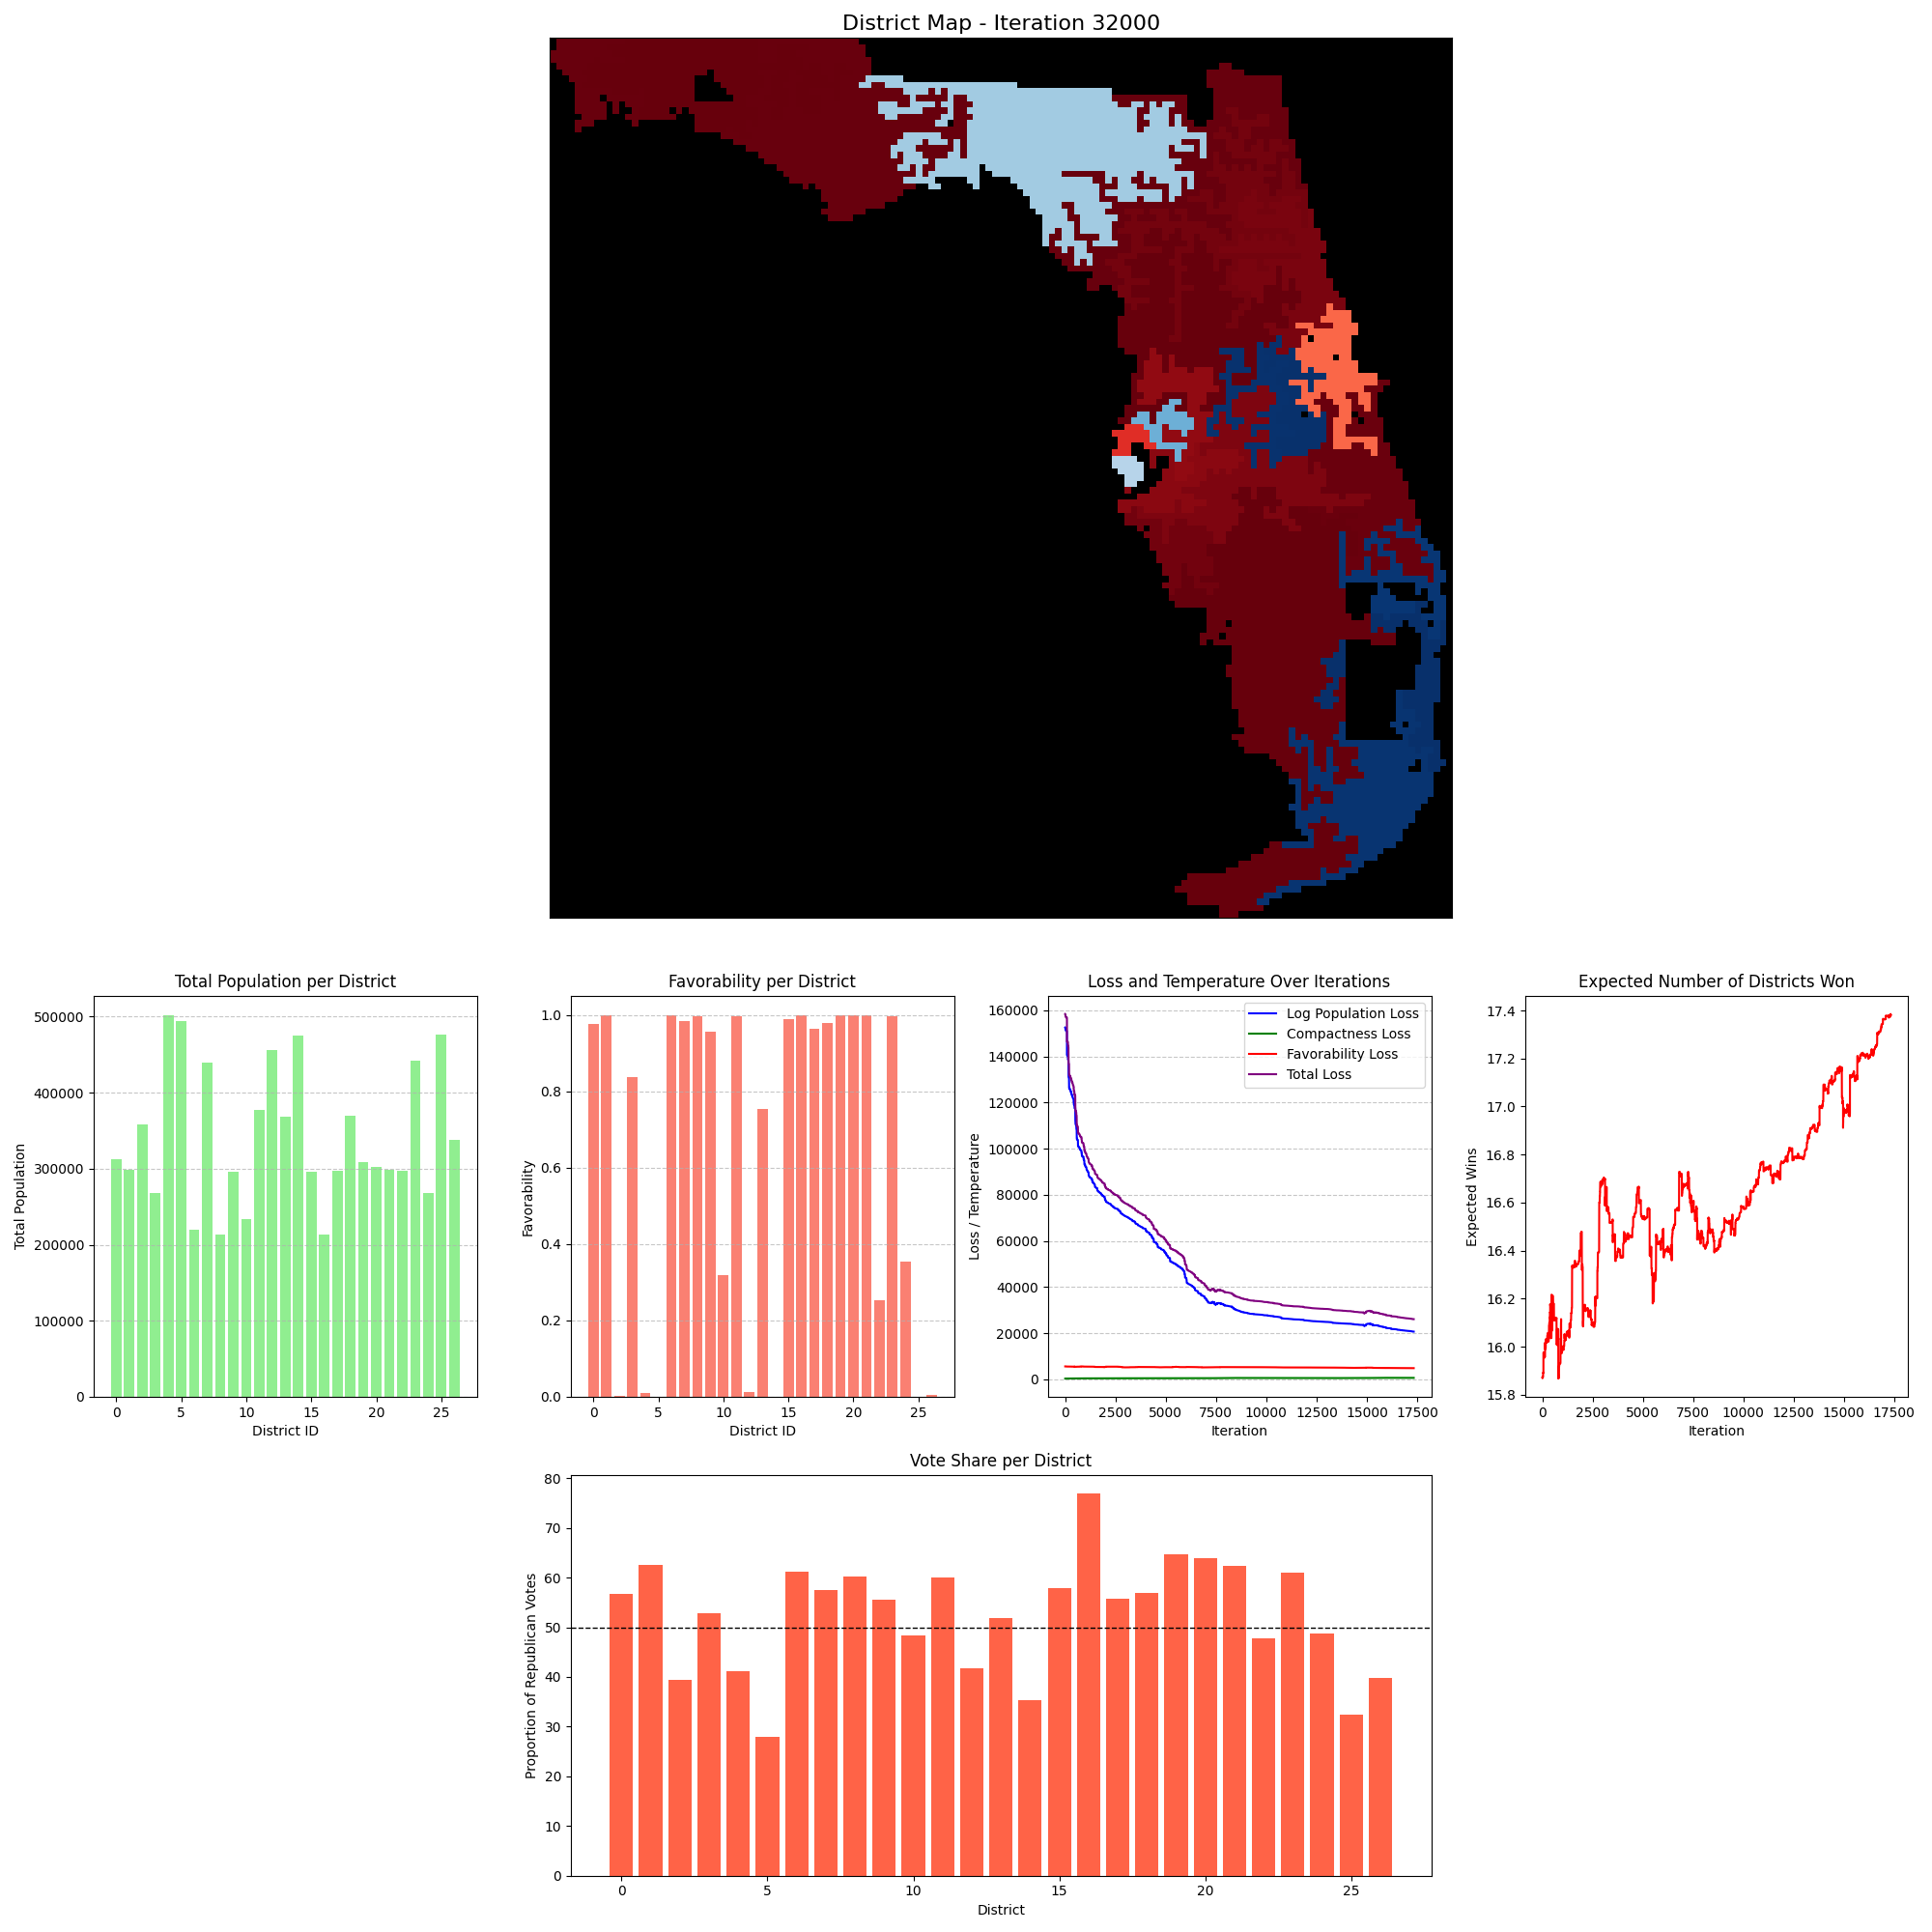 District Map - Iteration 32000
Total Population per District
Total Population
500000
400000
300000
200000
100000
0
0 5 10 15 20 25
District ID
Favorability per District
Favorability
1.0
0.8
0.6
0.4
0.2
0.0
0 5 10 15 20 25
District ID
Loss and Temperature Over Iterations
Loss / Temperature
160000
140000
120000
100000
80000
60000
40000
20000
0
Log Population Loss
Compactness Loss
Favorability Loss
Total Loss
0 2500 5000 7500 10000 12500 15000 17500
Iteration
Expected Number of Districts Won
Expected Wins
17.4
17.2
17.0
16.8
16.6
16.4
16.2
16.0
15.8
0 2500 5000 7500 10000 12500 15000 17500
Iteration
Vote Share per District
Proportion of Republican Votes
80
70
60
50
40
30
20
10
0
0 5 10 15 20 25
District